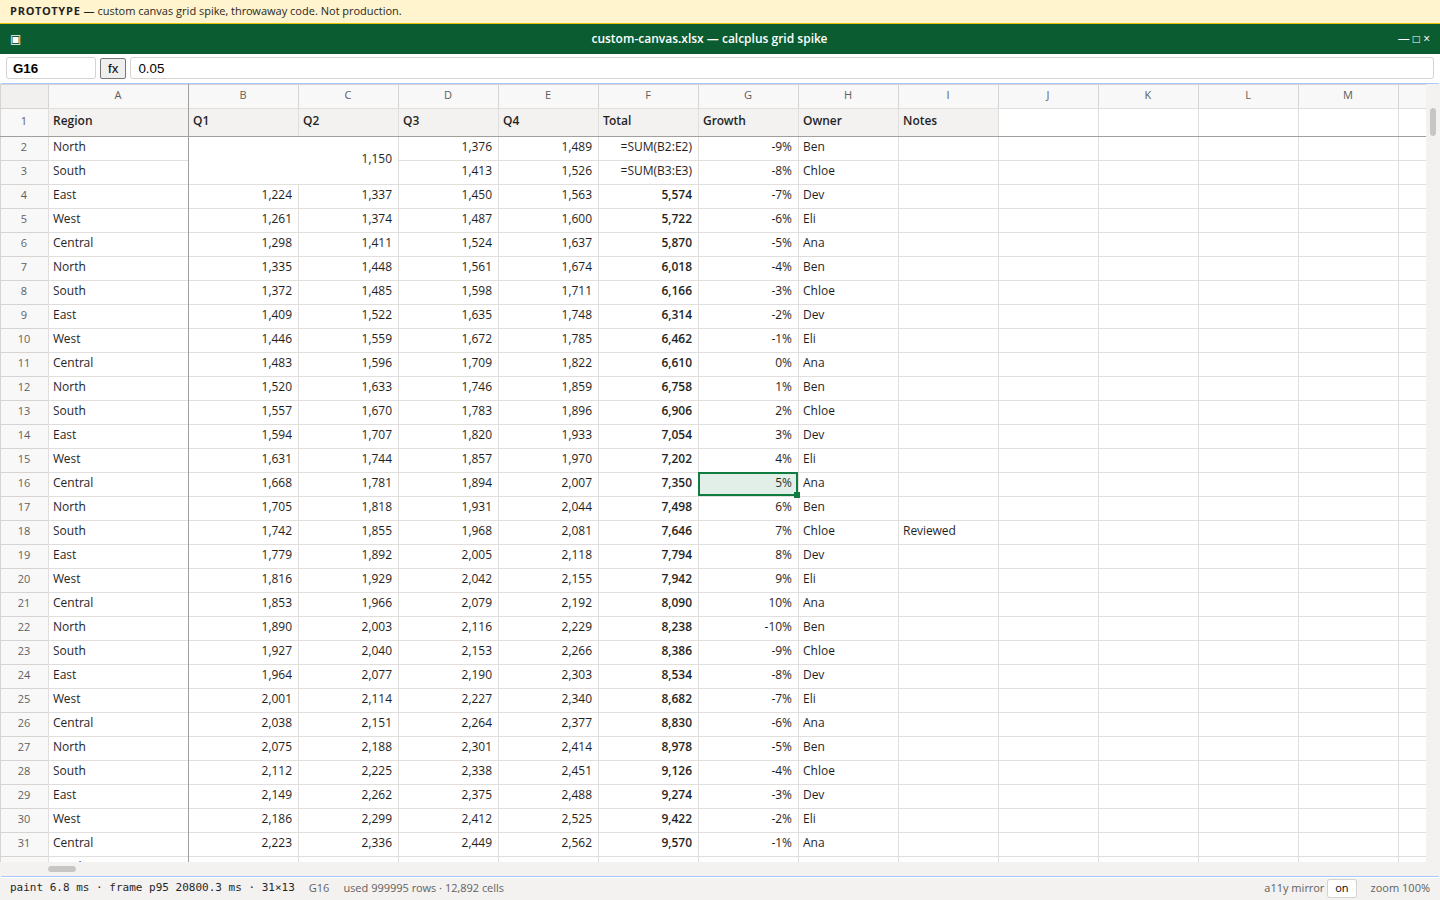 PROTOTYPE — custom canvas grid spike, throwaway code. Not production.
custom-canvas.xlsx — calcplus grid spike
G16 fx 0.05
A B C D E F G H I J K L M
1 Region Q1 Q2 Q3 Q4 Total Growth Owner Notes
2 North 1,376 1,489 =SUM(B2:E2) -9% Ben
1,150
3 South 1,413 1,526 =SUM(B3:E3) -8% Chloe
4 East 1,224 1,337 1,450 1,563 5,574 -7% Dev
5 West 1,261 1,374 1,487 1,600 5,722 -6% Eli
6 Central 1,298 1,411 1,524 1,637 5,870 -5% Ana
7 North 1,335 1,448 1,561 1,674 6,018 -4% Ben
8 South 1,372 1,485 1,598 1,711 6,166 -3% Chloe
9 East 1,409 1,522 1,635 1,748 6,314 -2% Dev
10 West 1,446 1,559 1,672 1,785 6,462 -1% Eli
11 Central 1,483 1,596 1,709 1,822 6,610 0% Ana
12 North 1,520 1,633 1,746 1,859 6,758 1% Ben
13 South 1,557 1,670 1,783 1,896 6,906 2% Chloe
14 East 1,594 1,707 1,820 1,933 7,054 3% Dev
15 West 1,631 1,744 1,857 1,970 7,202 4% Eli
16 Central 1,668 1,781 1,894 2,007 7,350 5% Ana
17 North 1,705 1,818 1,931 2,044 7,498 6% Ben
18 South 1,742 1,855 1,968 2,081 7,646 7% Chloe Reviewed
19 East 1,779 1,892 2,005 2,118 7,794 8% Dev
20 West 1,816 1,929 2,042 2,155 7,942 9% Eli
21 Central 1,853 1,966 2,079 2,192 8,090 10% Ana
22 North 1,890 2,003 2,116 2,229 8,238 -10% Ben
23 South 1,927 2,040 2,153 2,266 8,386 -9% Chloe
24 East 1,964 2,077 2,190 2,303 8,534 -8% Dev
25 West 2,001 2,114 2,227 2,340 8,682 -7% Eli
26 Central 2,038 2,151 2,264 2,377 8,830 -6% Ana
27 North 2,075 2,188 2,301 2,414 8,978 -5% Ben
28 South 2,112 2,225 2,338 2,451 9,126 -4% Chloe
29 East 2,149 2,262 2,375 2,488 9,274 -3% Dev
30 West 2,186 2,299 2,412 2,525 9,422 -2% Eli
31 Central 2,223 2,336 2,449 2,562 9,570 -1% Ana
paint 6.8 ms · frame p95 20800.3 ms · 31×13 G16 used 999995 rows · 12,892 cells a11y mirror on zoom 100%